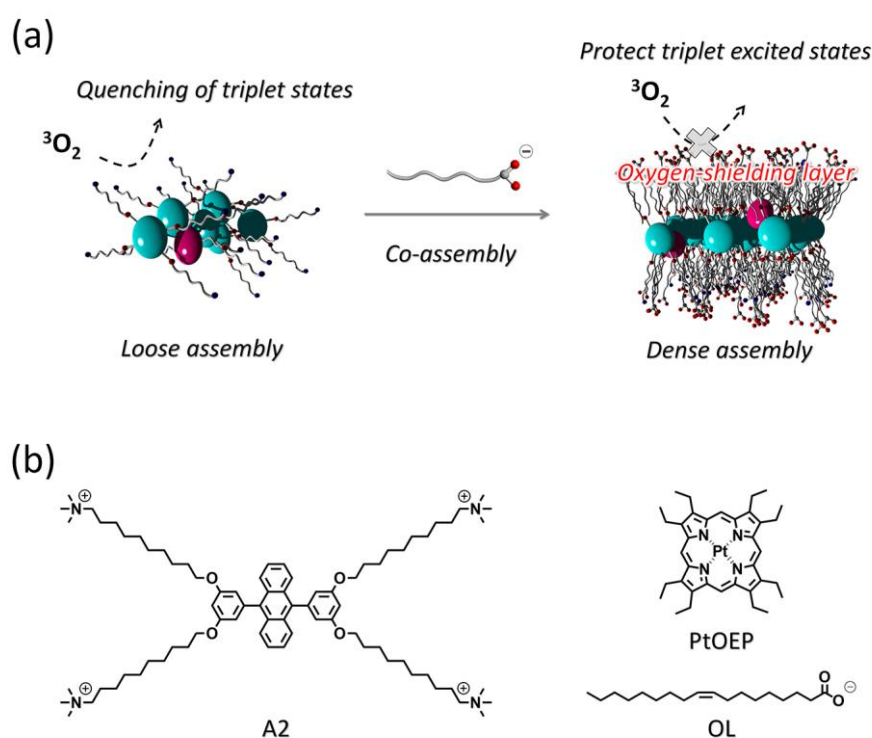 (a)
Protect triplet excited states
Quenching of triplet states
³O₂
³O₂
⊖
Oxygen-shielding layer
Co-assembly
Loose assembly
Dense assembly
(b)
N⊕
N⊕
O
O
O
O
N⊕
N⊕
A2
N
N
Pt
N
N
PtOEP
O
O⊖
OL